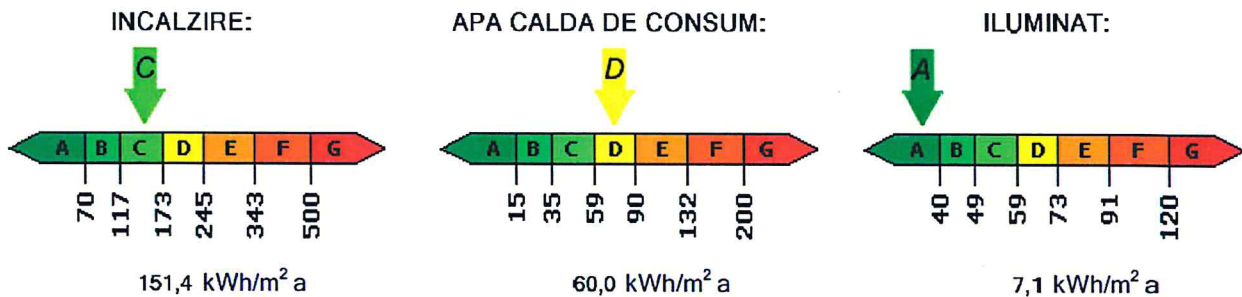 INCALZIRE:
C
A B C D E F G
70 117 173 245 343 500
151,4 kWh/m² a
APA CALDA DE CONSUM:
D
A B C D E F G
15 35 59 90 132 200
60,0 kWh/m² a
ILUMINAT:
A
A B C D E F G
40 49 59 73 91 120
7,1 kWh/m² a